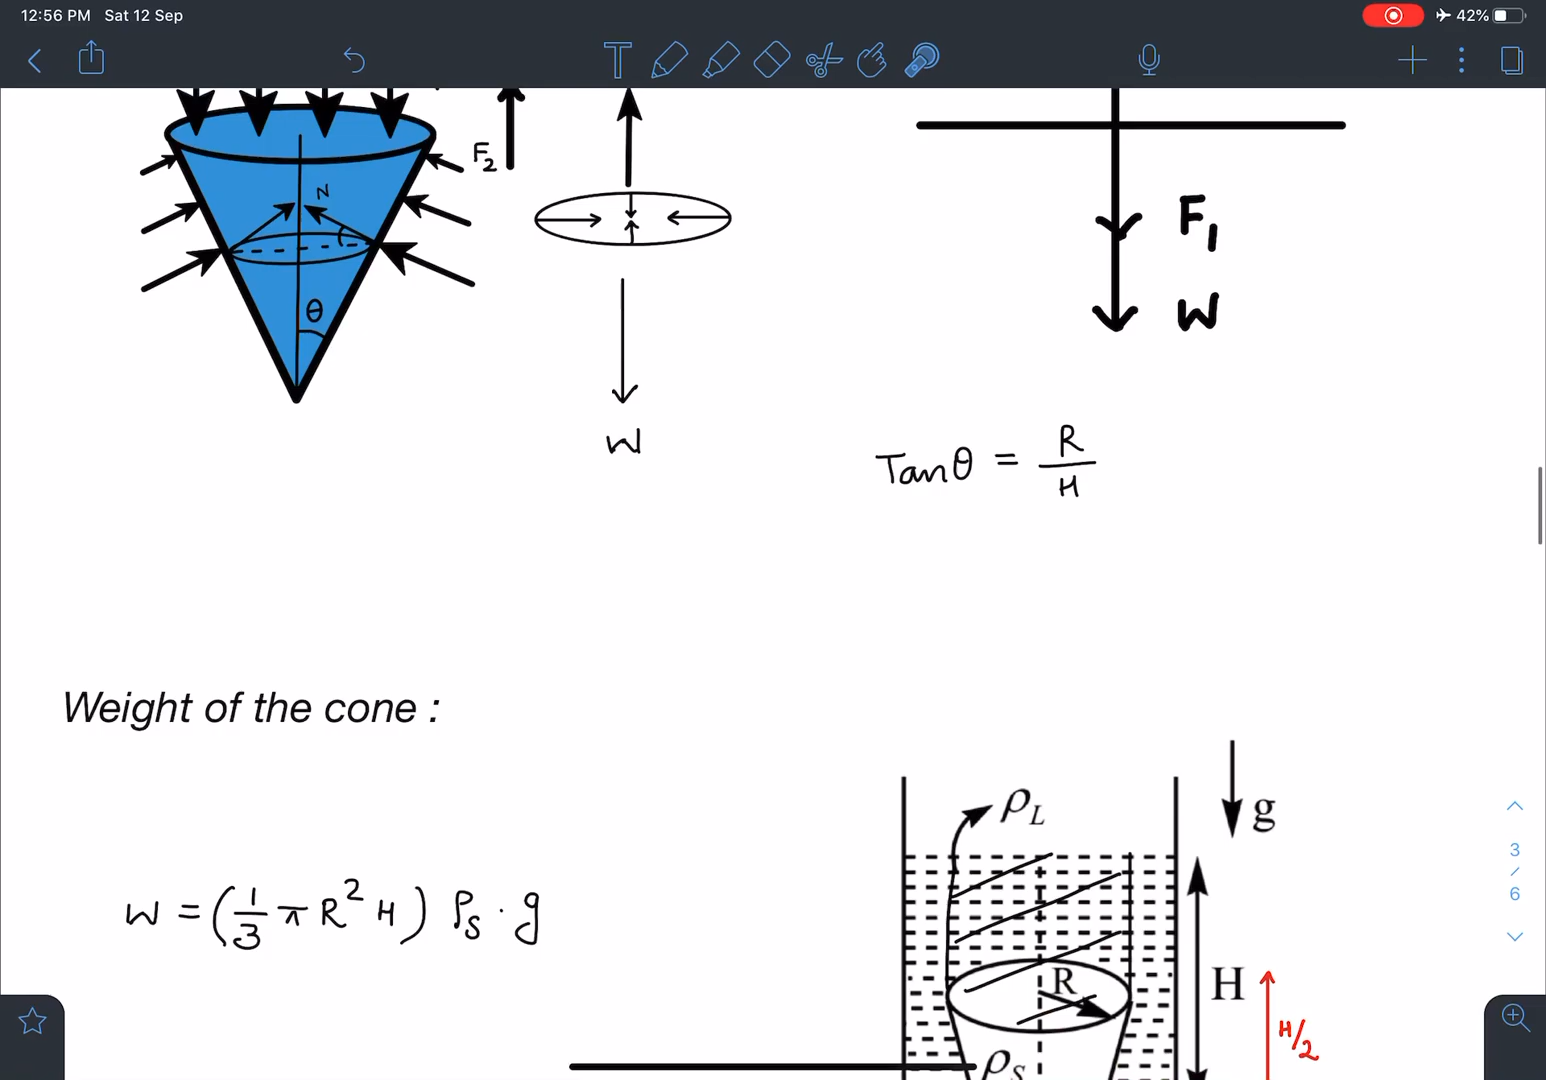 12:56 PM Sat 12 Sep
42%
T
F₂
N
θ
W
F₁
W
Tanθ = R/H
Weight of the cone :
W = (1/3 π R² H) ρs · g
ρL
g
R
H
H/2
ρS
3
/
6